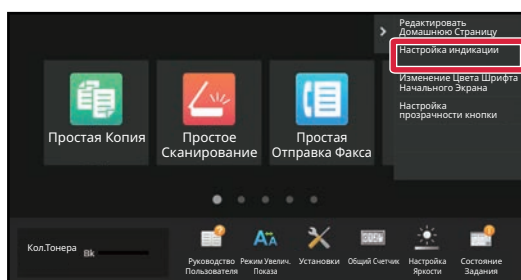 Редактировать
Домашнюю Страницу
Настройка индикации
Изменение Цвета Шрифта
Начального Экрана
Настройка
прозрачности кнопки
Простая Копия
Простое
Сканирование
Простая
Отправка Факса
Кол.Тонера
Bk
Руководство
Пользователя
Режим Увелич.
Показа
Установки
Общий Счетчик
Настройка
Яркости
Состояние
Задания